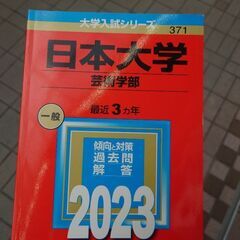 大学入試シリーズ
371
日本大学
芸術学部
最近3カ年
一般
傾向と対策
過去問
解答
2023